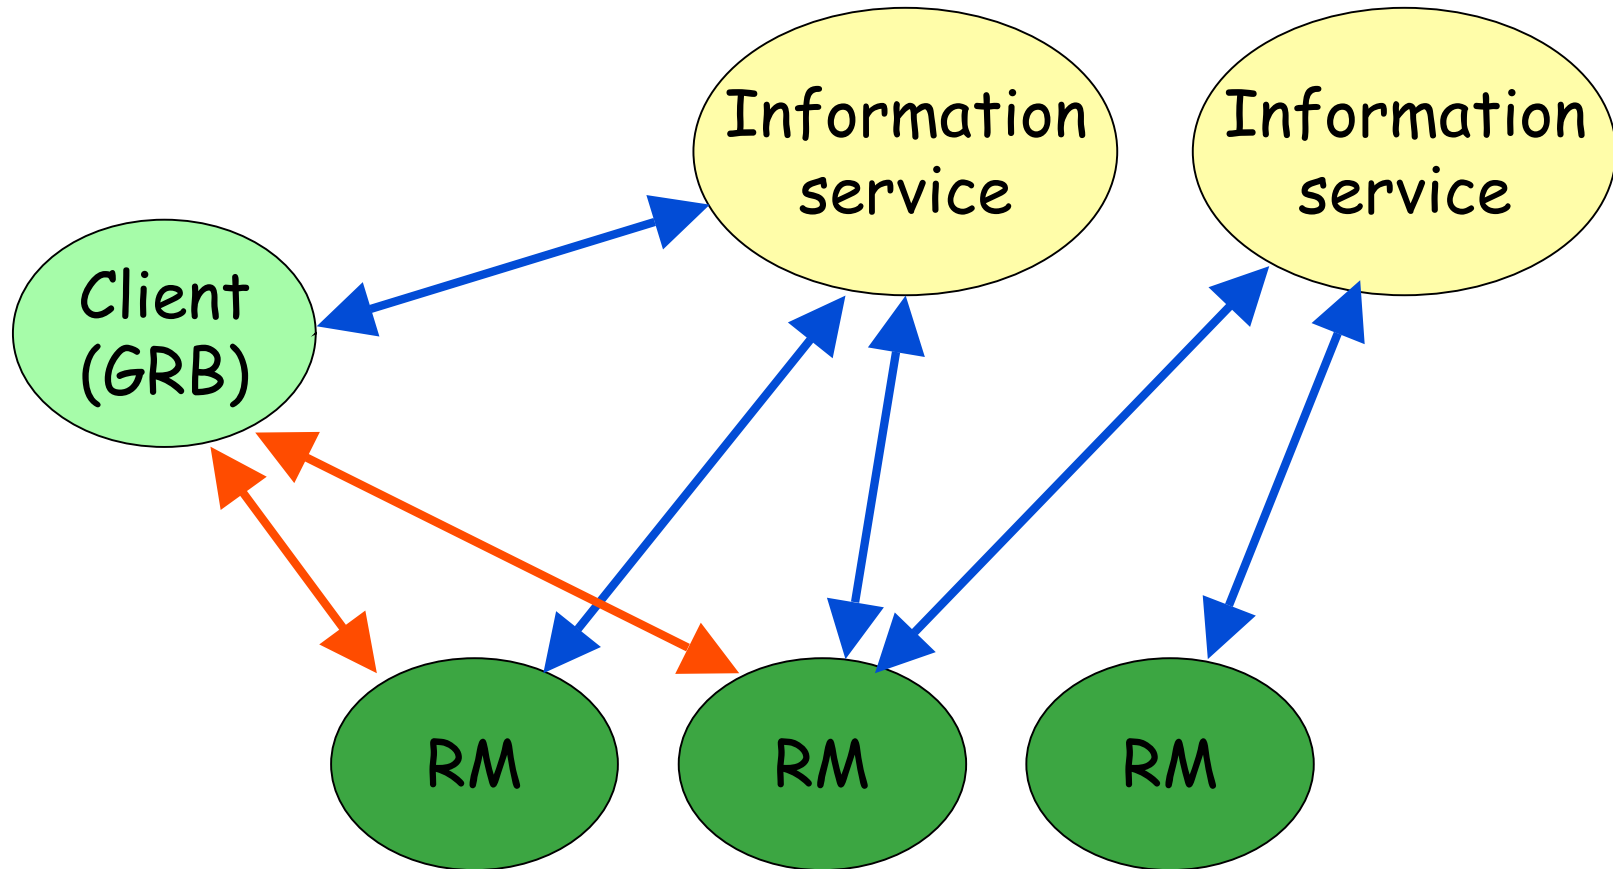 Information
service
Information
service
Client
(GRB)
RM
RM
RM